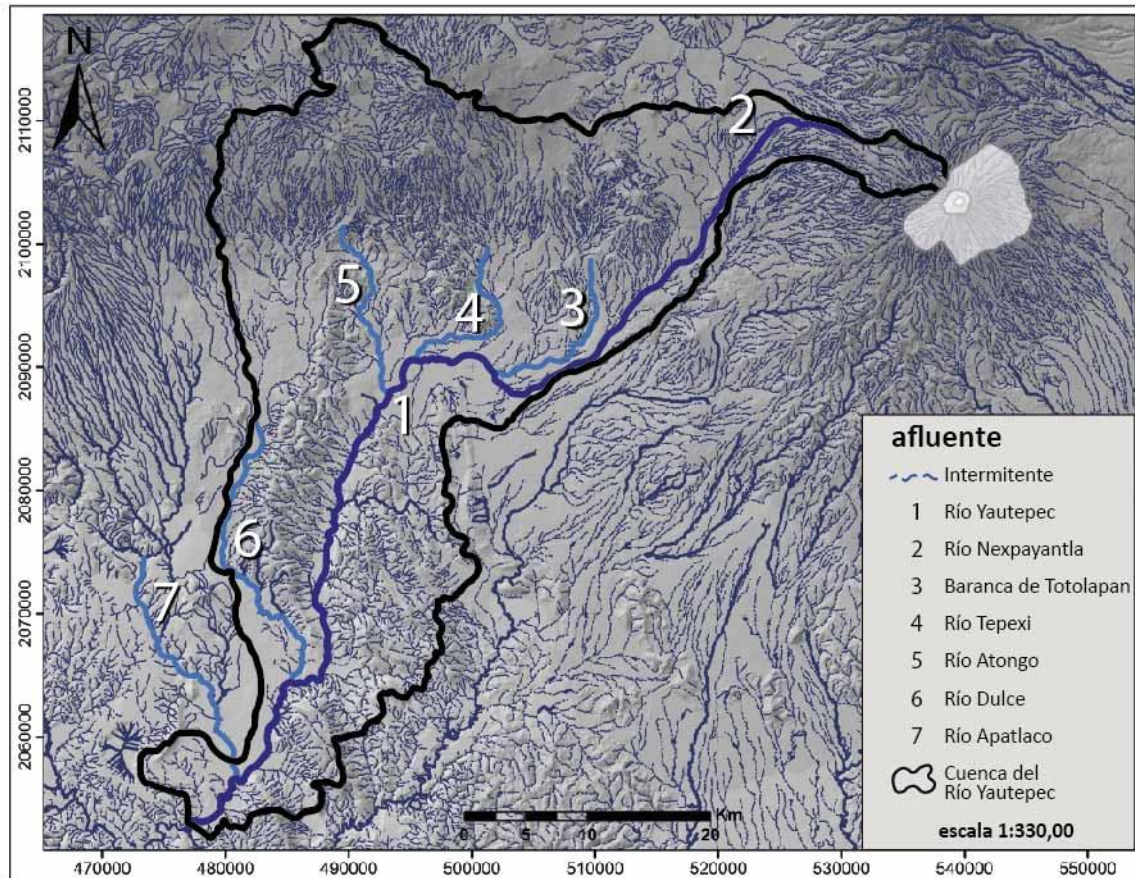 N
2110000
2100000
2090000
2080000
2070000
2060000
2
5
4
3
1
6
7
afluente
Intermitente
1 Río Yautepec
2 Río Nexpayantla
3 Baranca de Totolapan
4 Río Tepexi
5 Río Atongo
6 Río Dulce
7 Río Apatlaco
Cuenca del
Río Yautepec
escala 1:330,00
Km
0 5 10 20
470000 480000 490000 500000 510000 520000 530000 540000 550000